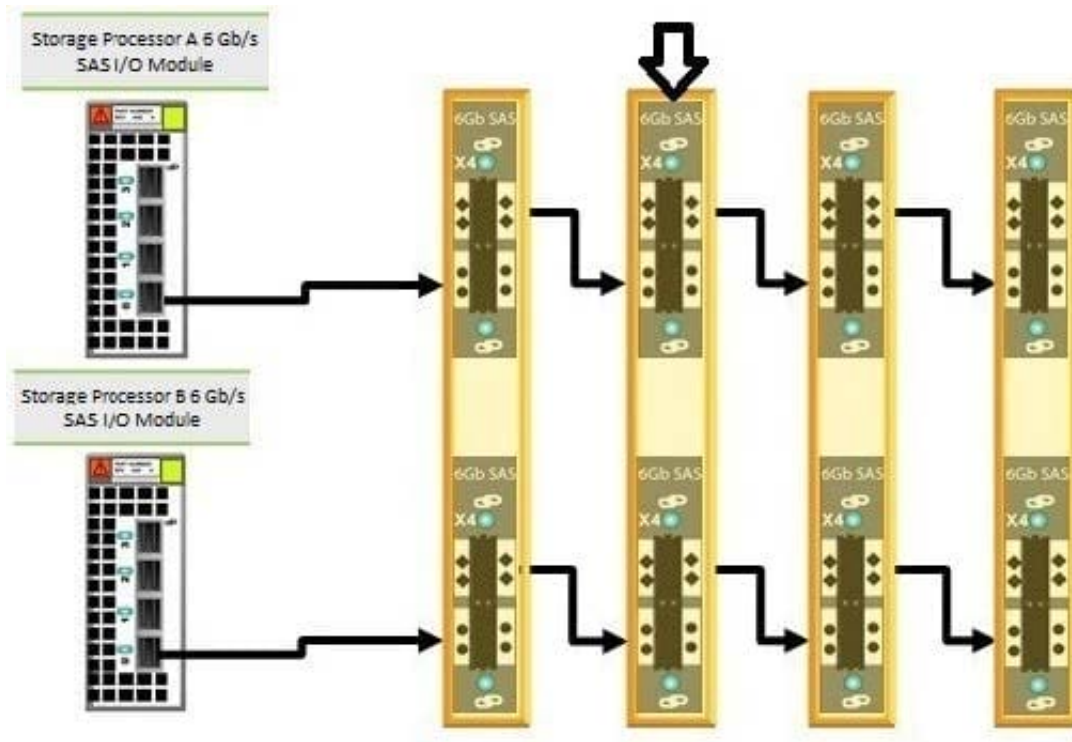 Storage Processor A 6 Gb/s
SAS I/O Module
6Gb SAS
6Gb SAS
6Gb SAS
6Gb SAS
X4
X4
X4
X4
Storage Processor B 6 Gb/s
SAS I/O Module
6Gb SAS
6Gb SAS
6Gb SAS
6Gb SAS
X4
X4
X4
X4